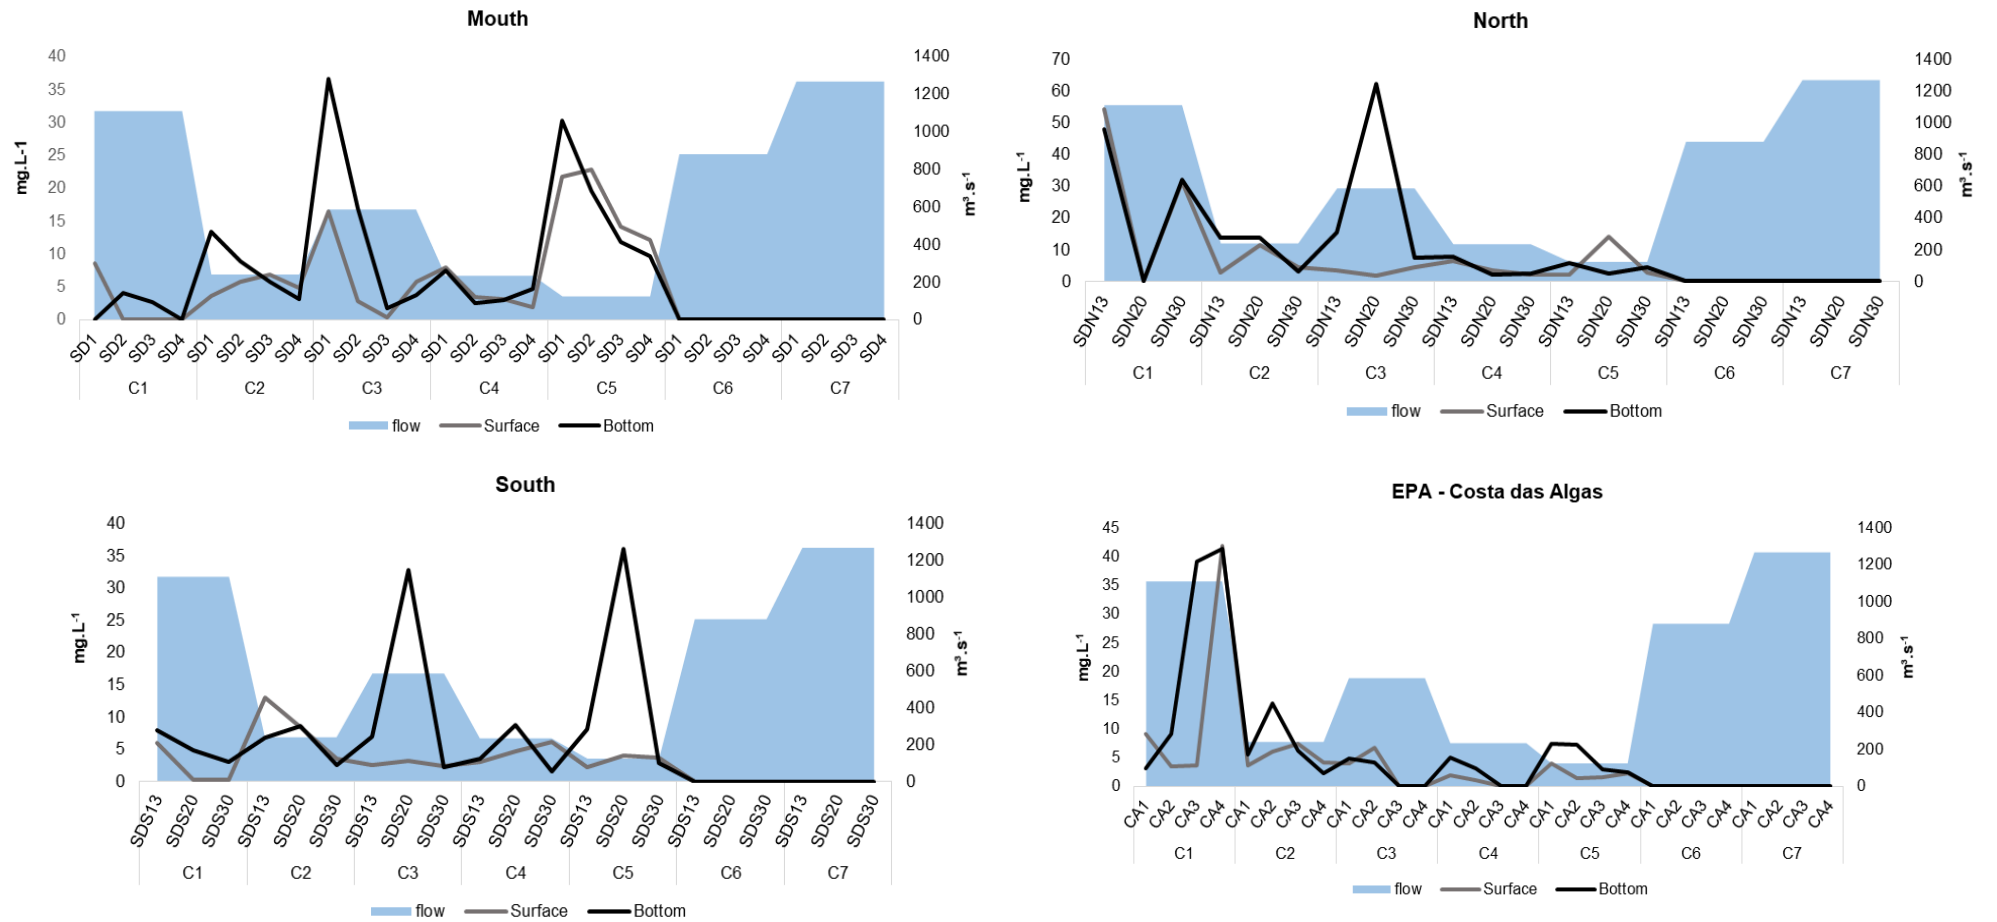 Mouth
40
35
30
25
20
15
10
5
0
mg.L-1
1400
1200
1000
800
600
400
200
0
m³.s⁻¹
SD1 SD2 SD3 SD4 SD1 SD2 SD3 SD4 SD1 SD2 SD3 SD4 SD1 SD2 SD3 SD4 SD1 SD2 SD3 SD4 SD1 SD2 SD3 SD4 SD1 SD2 SD3 SD4
C1 C2 C3 C4 C5 C6 C7
flow Surface Bottom
North
70
60
50
40
30
20
10
0
mg.L⁻¹
1400
1200
1000
800
600
400
200
0
m³.s⁻¹
SDN13 SDN20 SDN30 SDN13 SDN20 SDN30 SDN13 SDN20 SDN30 SDN13 SDN20 SDN30 SDN13 SDN20 SDN30 SDN13 SDN20 SDN30 SDN13 SDN20 SDN30
C1 C2 C3 C4 C5 C6 C7
flow Surface Bottom
South
40
35
30
25
20
15
10
5
0
mg.L⁻¹
1400
1200
1000
800
600
400
200
0
m³.s⁻¹
SDS13 SDS20 SDS30 SDS13 SDS20 SDS30 SDS13 SDS20 SDS30 SDS13 SDS20 SDS30 SDS13 SDS20 SDS30 SDS13 SDS20 SDS30 SDS13 SDS20 SDS30
C1 C2 C3 C4 C5 C6 C7
flow Surface Bottom
EPA - Costa das Algas
45
40
35
30
25
20
15
10
5
0
mg.L⁻¹
1400
1200
1000
800
600
400
200
0
m³.s⁻¹
CA1 CA2 CA3 CA4 CA1 CA2 CA3 CA4 CA1 CA2 CA3 CA4 CA1 CA2 CA3 CA4 CA1 CA2 CA3 CA4 CA1 CA2 CA3 CA4 CA1 CA2 CA3 CA4
C1 C2 C3 C4 C5 C6 C7
flow Surface Bottom